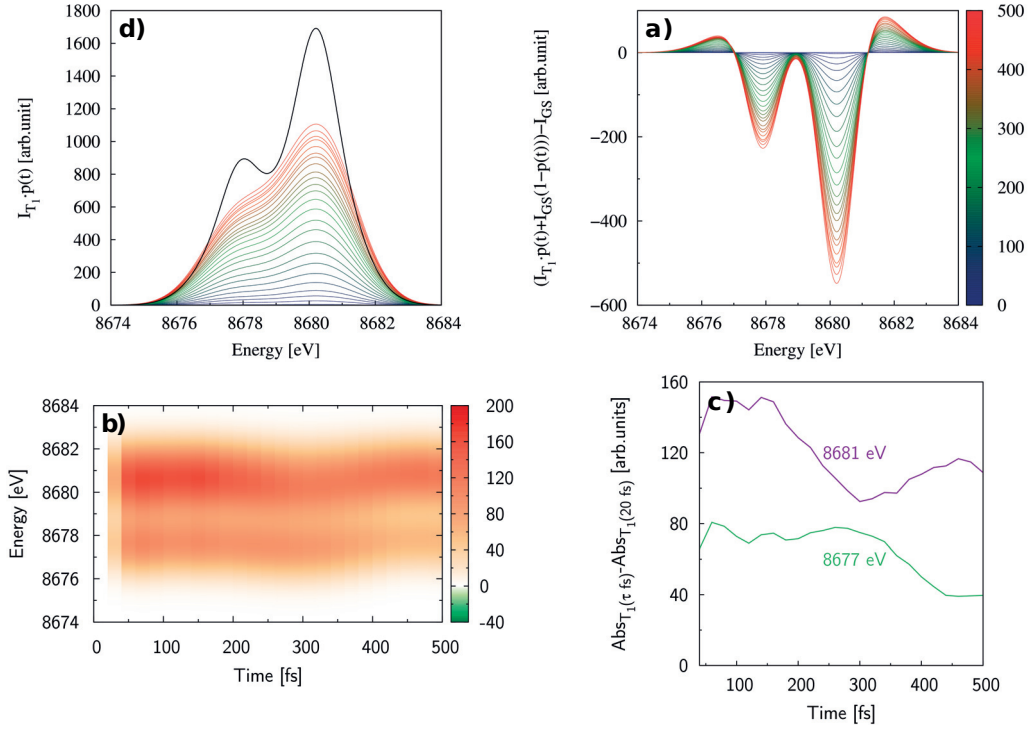 d)
1800
1600
1400
1200
1000
800
600
400
200
0
I_T₁·p(t) [arb.unit]
8674 8676 8678 8680 8682 8684
Energy [eV]
a)
0
−200
−400
−600
(I_T₁·p(t)+I_GS(1−p(t)))−I_GS [arb.unit]
8674 8676 8678 8680 8682 8684
Energy [eV]
500
400
300
200
100
0
b)
8684
8682
8680
8678
8676
8674
Energy [eV]
0 100 200 300 400 500
Time [fs]
200
160
120
80
40
0
-40
c)
160
120
80
40
0
Abs_T₁(τ fs)-Abs_T₁(20 fs) [arb.units]
8681 eV
8677 eV
100 200 300 400 500
Time [fs]